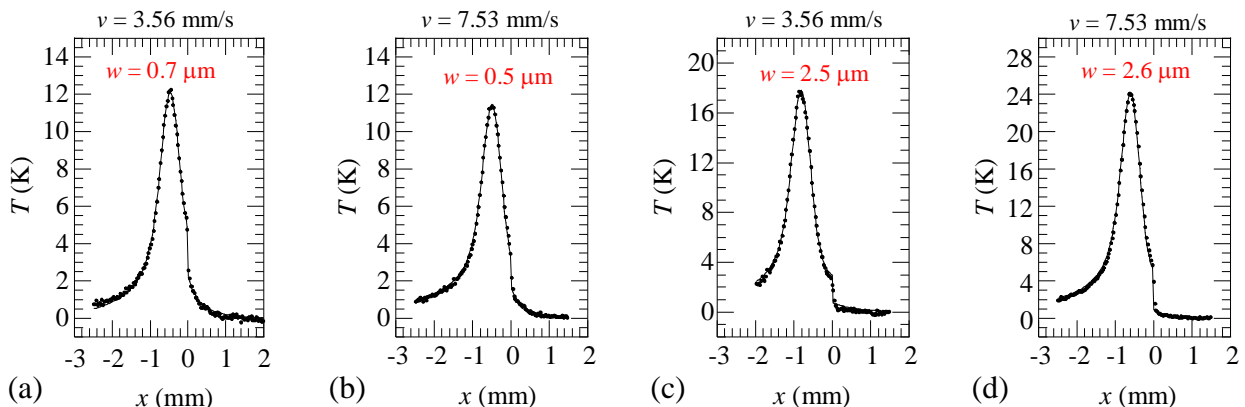 v = 3.56 mm/s
w = 0.7 μm
T (K)
14
12
10
8
6
4
2
0
-3 -2 -1 0 1 2
x (mm)
(a)
v = 7.53 mm/s
w = 0.5 μm
T (K)
14
12
10
8
6
4
2
0
-3 -2 -1 0 1 2
x (mm)
(b)
v = 3.56 mm/s
w = 2.5 μm
T (K)
20
16
12
8
4
0
-3 -2 -1 0 1 2
x (mm)
(c)
v = 7.53 mm/s
w = 2.6 μm
T (K)
28
24
20
16
12
8
4
0
-3 -2 -1 0 1 2
x (mm)
(d)